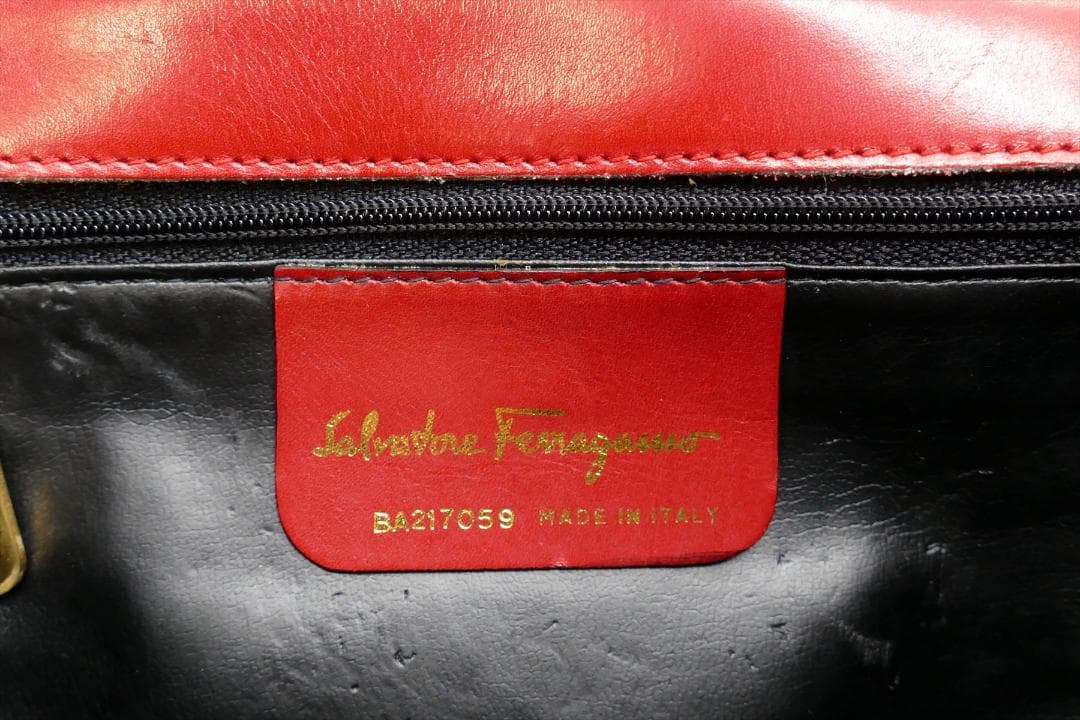 Salvatore Ferragamo
BA217059 MADE IN ITALY